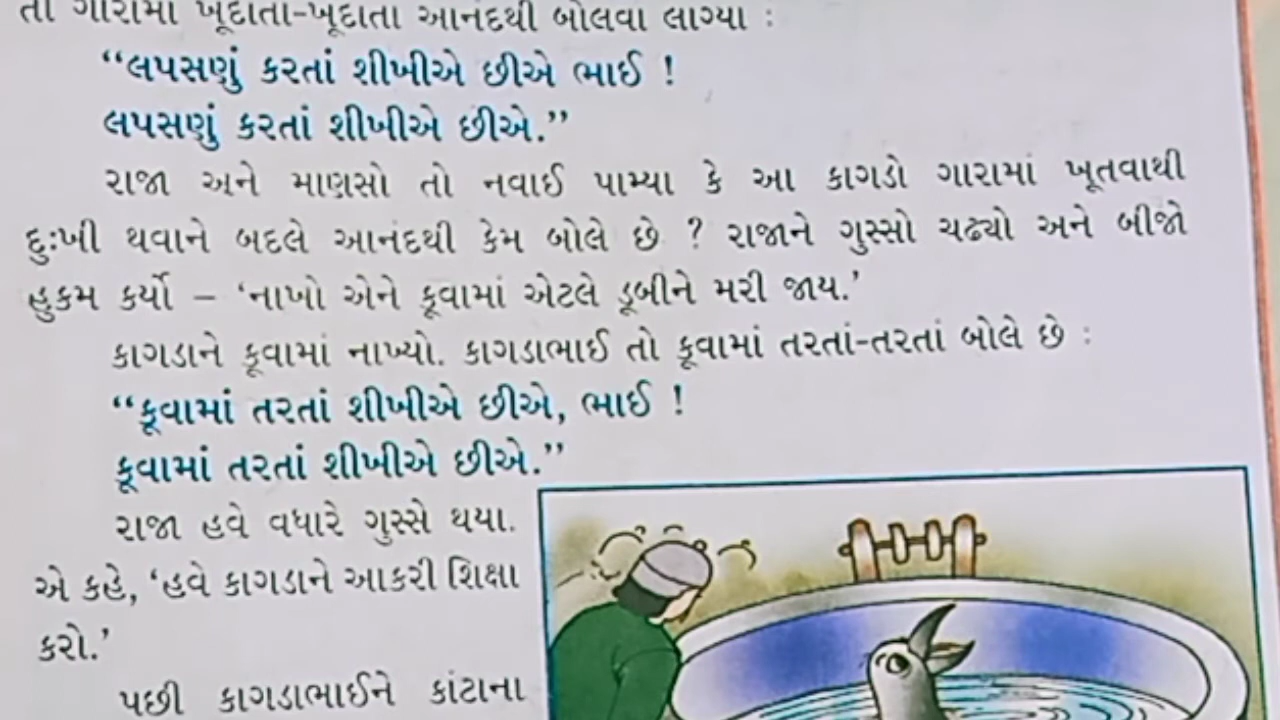 તો ગારામાં ખૂંદાતા-ખૂંદાતા આનંદથી બોલવા લાગ્યા :
“લપસણું કરતાં શીખીએ છીએ ભાઈ !
લપસણું કરતાં શીખીએ છીએ.”
રાજા અને માણસો તો નવાઈ પામ્યા કે આ કાગડો ગારામાં ખૂતવાથી
દુઃખી થવાને બદલે આનંદથી કેમ બોલે છે ? રાજાને ગુસ્સો ચઢ્યો અને બીજો
હુકમ કર્યો – ‘નાખો એને કૂવામાં એટલે ડૂબીને મરી જાય.’
કાગડાને કૂવામાં નાખ્યો. કાગડાભાઈ તો કૂવામાં તરતાં-તરતાં બોલે છે :
“કૂવામાં તરતાં શીખીએ છીએ, ભાઈ !
કૂવામાં તરતાં શીખીએ છીએ.”
રાજા હવે વધારે ગુસ્સે થયા.
એ કહે, ‘હવે કાગડાને આકરી શિક્ષા
કરો.’
પછી કાગડાભાઈને કાંટાના